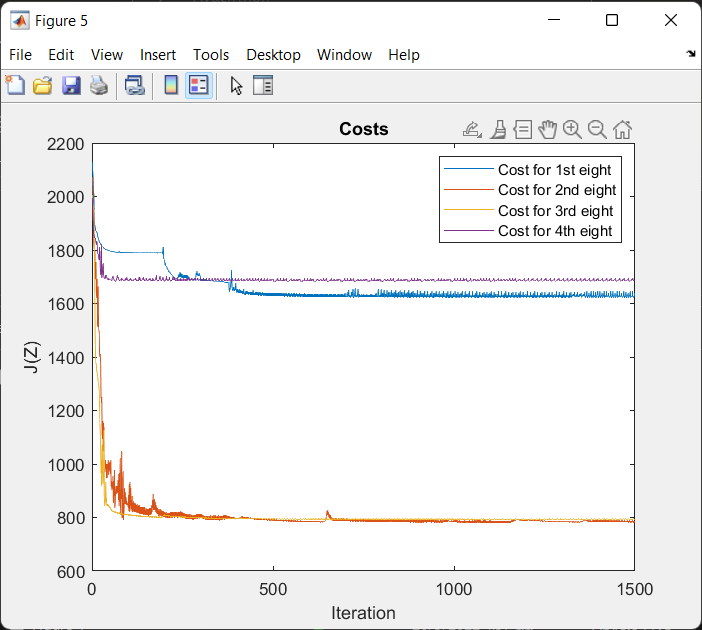 Figure 5
File Edit View Insert Tools Desktop Window Help
Costs
Cost for 1st eight
Cost for 2nd eight
Cost for 3rd eight
Cost for 4th eight
2200
2000
1800
1600
1400
1200
1000
800
600
J(Z)
0 500 1000 1500
Iteration